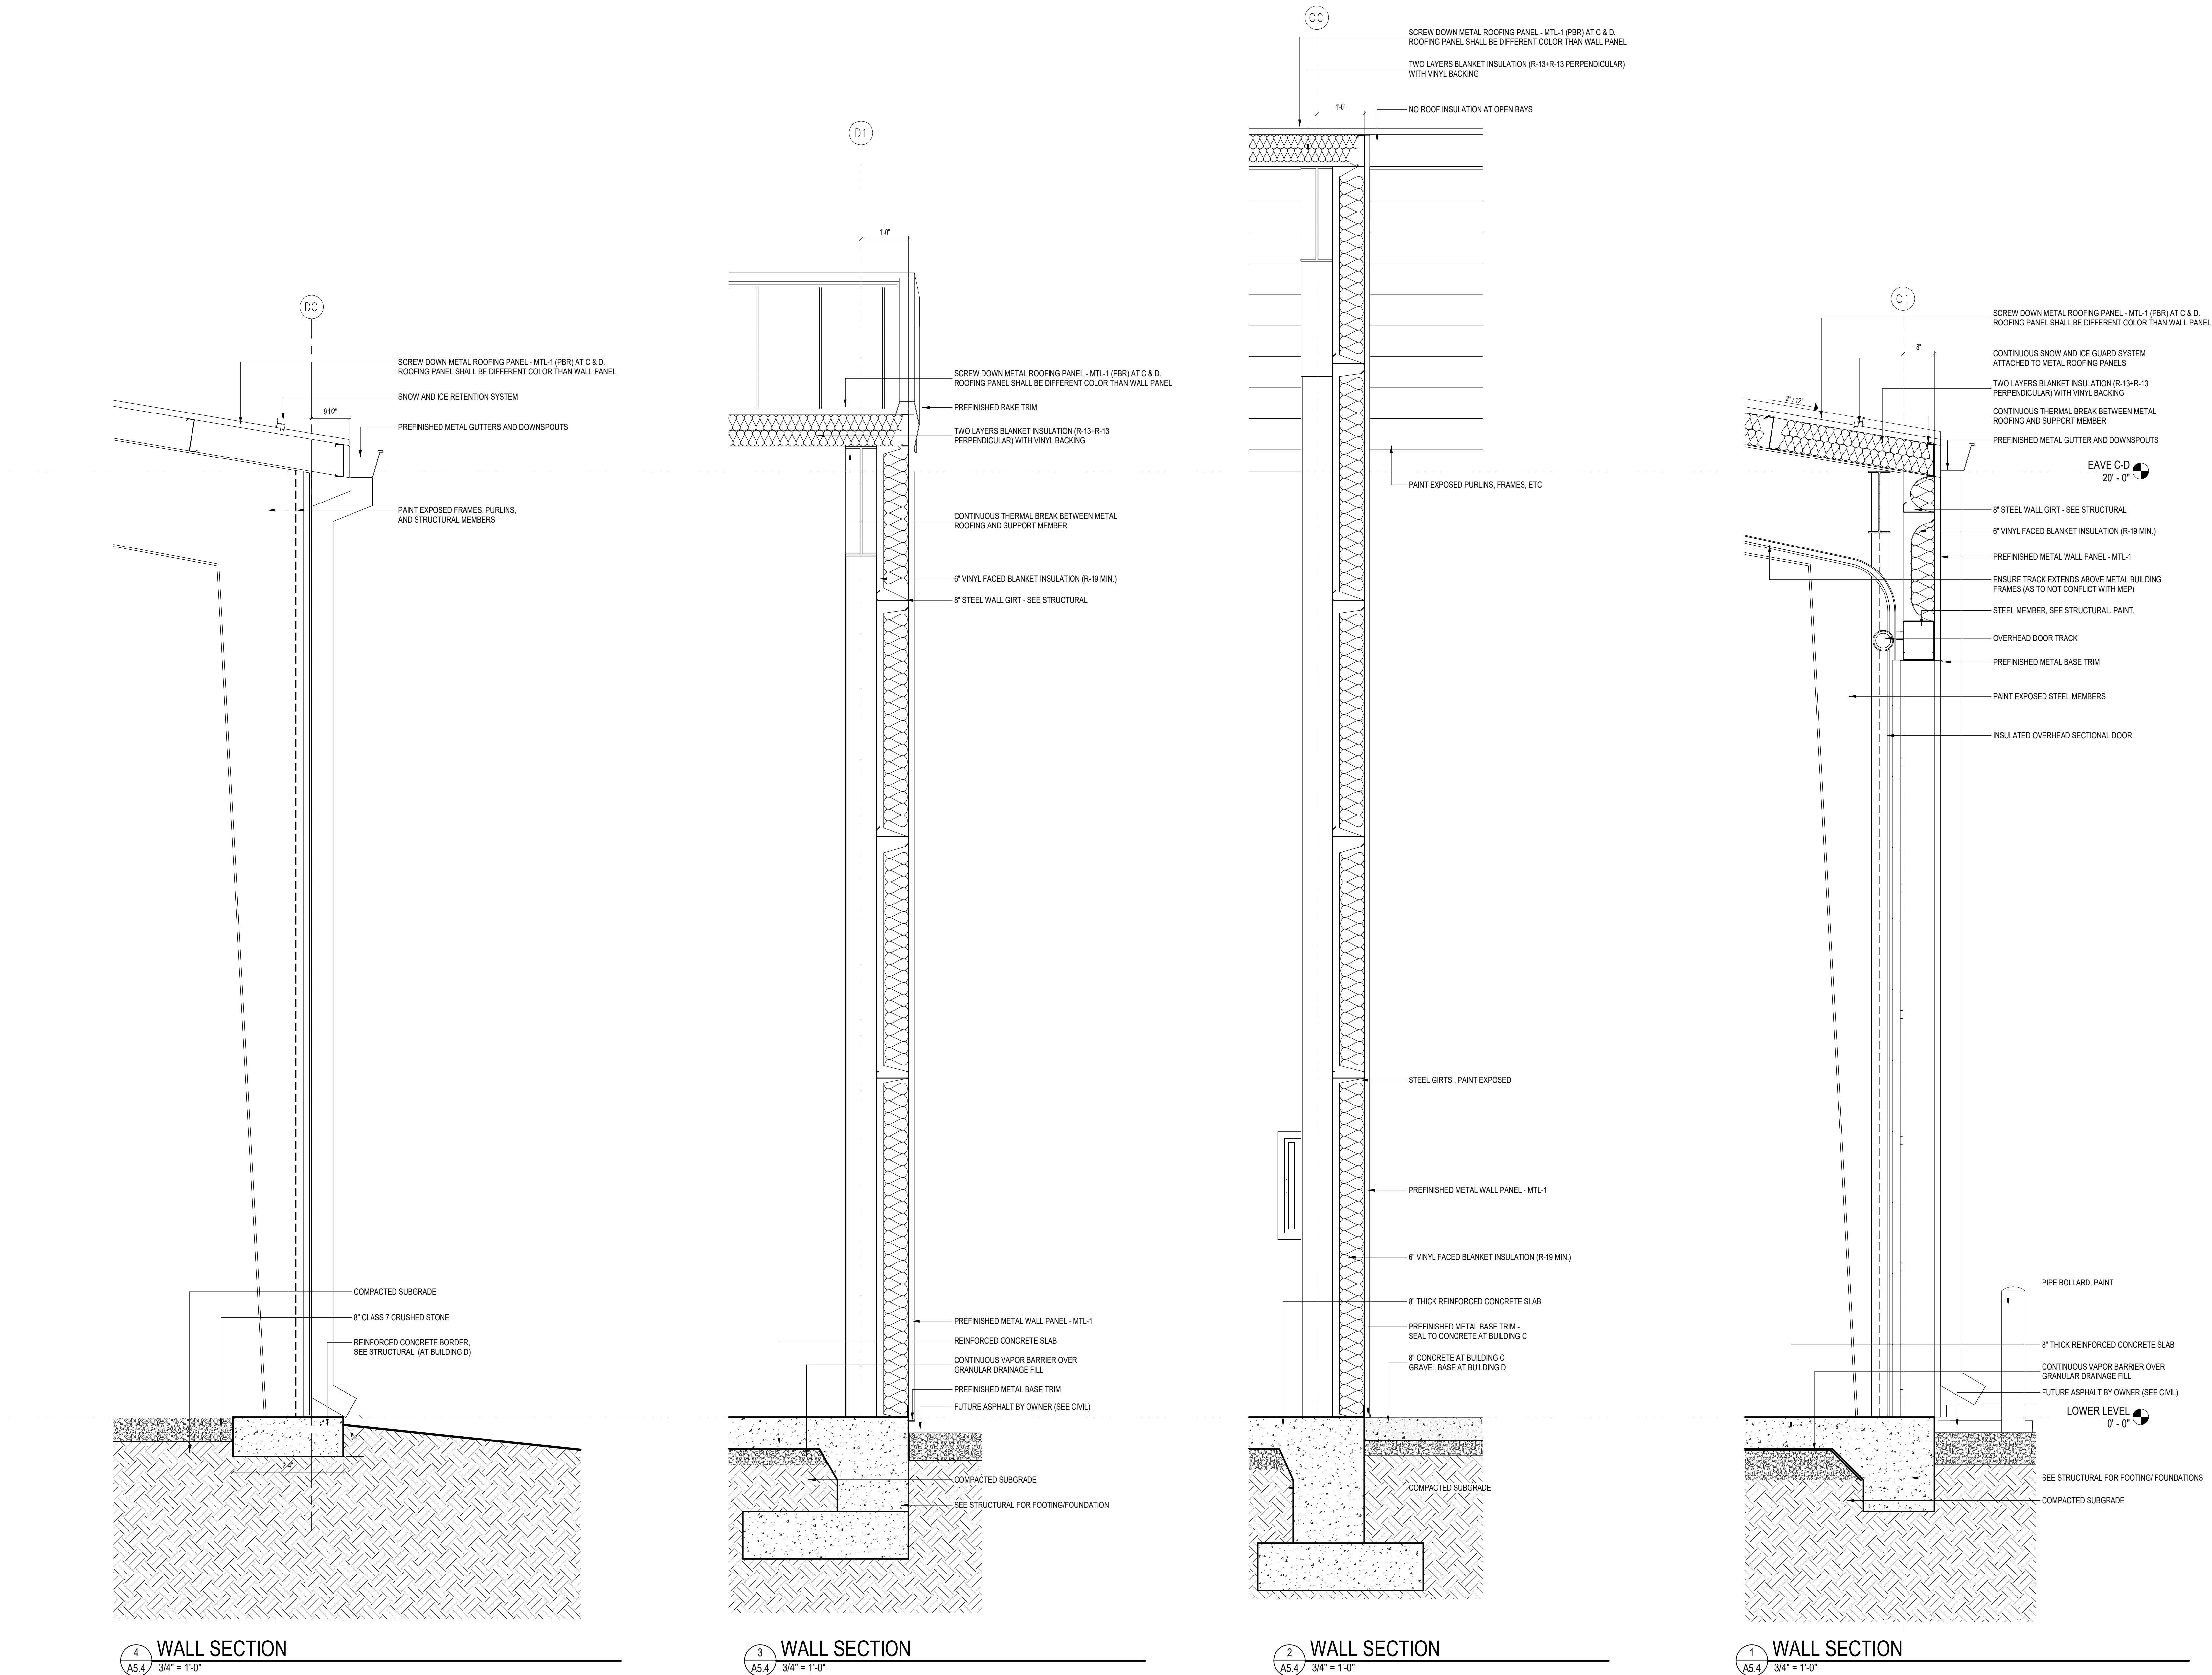 DC
SCREW DOWN METAL ROOFING PANEL - MTL-1 (PBR) AT C & D.
ROOFING PANEL SHALL BE DIFFERENT COLOR THAN WALL PANEL
SNOW AND ICE RETENTION SYSTEM
9 1/2"
PREFINISHED METAL GUTTERS AND DOWNSPOUTS
PAINT EXPOSED FRAMES, PURLINS,
AND STRUCTURAL MEMBERS
COMPACTED SUBGRADE
8" CLASS 7 CRUSHED STONE
REINFORCED CONCRETE BORDER,
SEE STRUCTURAL (AT BUILDING D)
2'-4"
4
A5.4
WALL SECTION
3/4" = 1'-0"
D1
1'-0"
SCREW DOWN METAL ROOFING PANEL - MTL-1 (PBR) AT C & D.
ROOFING PANEL SHALL BE DIFFERENT COLOR THAN WALL PANEL
PREFINISHED RAKE TRIM
TWO LAYERS BLANKET INSULATION (R-13+R-13
PERPENDICULAR) WITH VINYL BACKING
CONTINUOUS THERMAL BREAK BETWEEN METAL
ROOFING AND SUPPORT MEMBER
6" VINYL FACED BLANKET INSULATION (R-19 MIN.)
8" STEEL WALL GIRT - SEE STRUCTURAL
PREFINISHED METAL WALL PANEL - MTL-1
REINFORCED CONCRETE SLAB
CONTINUOUS VAPOR BARRIER OVER
GRANULAR DRAINAGE FILL
PREFINISHED METAL BASE TRIM
FUTURE ASPHALT BY OWNER (SEE CIVIL)
COMPACTED SUBGRADE
SEE STRUCTURAL FOR FOOTING/FOUNDATION
3
A5.4
WALL SECTION
3/4" = 1'-0"
CC
SCREW DOWN METAL ROOFING PANEL - MTL-1 (PBR) AT C & D.
ROOFING PANEL SHALL BE DIFFERENT COLOR THAN WALL PANEL
TWO LAYERS BLANKET INSULATION (R-13+R-13 PERPENDICULAR)
WITH VINYL BACKING
1'-0"
NO ROOF INSULATION AT OPEN BAYS
PAINT EXPOSED PURLINS, FRAMES, ETC
STEEL GIRTS , PAINT EXPOSED
PREFINISHED METAL WALL PANEL - MTL-1
6" VINYL FACED BLANKET INSULATION (R-19 MIN.)
8" THICK REINFORCED CONCRETE SLAB
PREFINISHED METAL BASE TRIM -
SEAL TO CONCRETE AT BUILDING C
8" CONCRETE AT BUILDING C
GRAVEL BASE AT BUILDING D
COMPACTED SUBGRADE
2
A5.4
WALL SECTION
3/4" = 1'-0"
C1
SCREW DOWN METAL ROOFING PANEL - MTL-1 (PBR) AT C & D.
ROOFING PANEL SHALL BE DIFFERENT COLOR THAN WALL PANEL
8"
CONTINUOUS SNOW AND ICE GUARD SYSTEM
ATTACHED TO METAL ROOFING PANELS
TWO LAYERS BLANKET INSULATION (R-13+R-13
PERPENDICULAR) WITH VINYL BACKING
2" / 12"
CONTINUOUS THERMAL BREAK BETWEEN METAL
ROOFING AND SUPPORT MEMBER
PREFINISHED METAL GUTTER AND DOWNSPOUTS
EAVE C-D
20' - 0"
8" STEEL WALL GIRT - SEE STRUCTURAL
6" VINYL FACED BLANKET INSULATION (R-19 MIN.)
PREFINISHED METAL WALL PANEL - MTL-1
ENSURE TRACK EXTENDS ABOVE METAL BUILDING
FRAMES (AS TO NOT CONFLICT WITH MEP)
STEEL MEMBER, SEE STRUCTURAL. PAINT.
OVERHEAD DOOR TRACK
PREFINISHED METAL BASE TRIM
PAINT EXPOSED STEEL MEMBERS
INSULATED OVERHEAD SECTIONAL DOOR
PIPE BOLLARD, PAINT
8" THICK REINFORCED CONCRETE SLAB
CONTINUOUS VAPOR BARRIER OVER
GRANULAR DRAINAGE FILL
FUTURE ASPHALT BY OWNER (SEE CIVIL)
LOWER LEVEL
0' - 0"
SEE STRUCTURAL FOR FOOTING/ FOUNDATIONS
COMPACTED SUBGRADE
1
A5.4
WALL SECTION
3/4" = 1'-0"